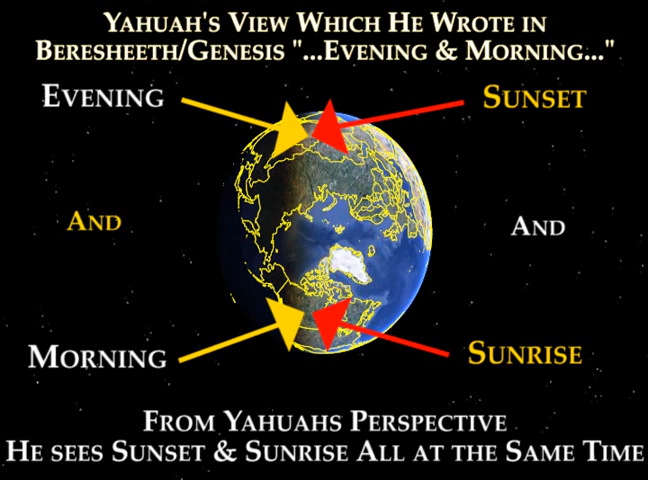 Yahuah's View Which He Wrote in
Beresheeth/Genesis "...Evening & Morning..."
Evening
Sunset
And
And
Morning
Sunrise
From Yahuahs Perspective
He sees Sunset & Sunrise All at the Same Time